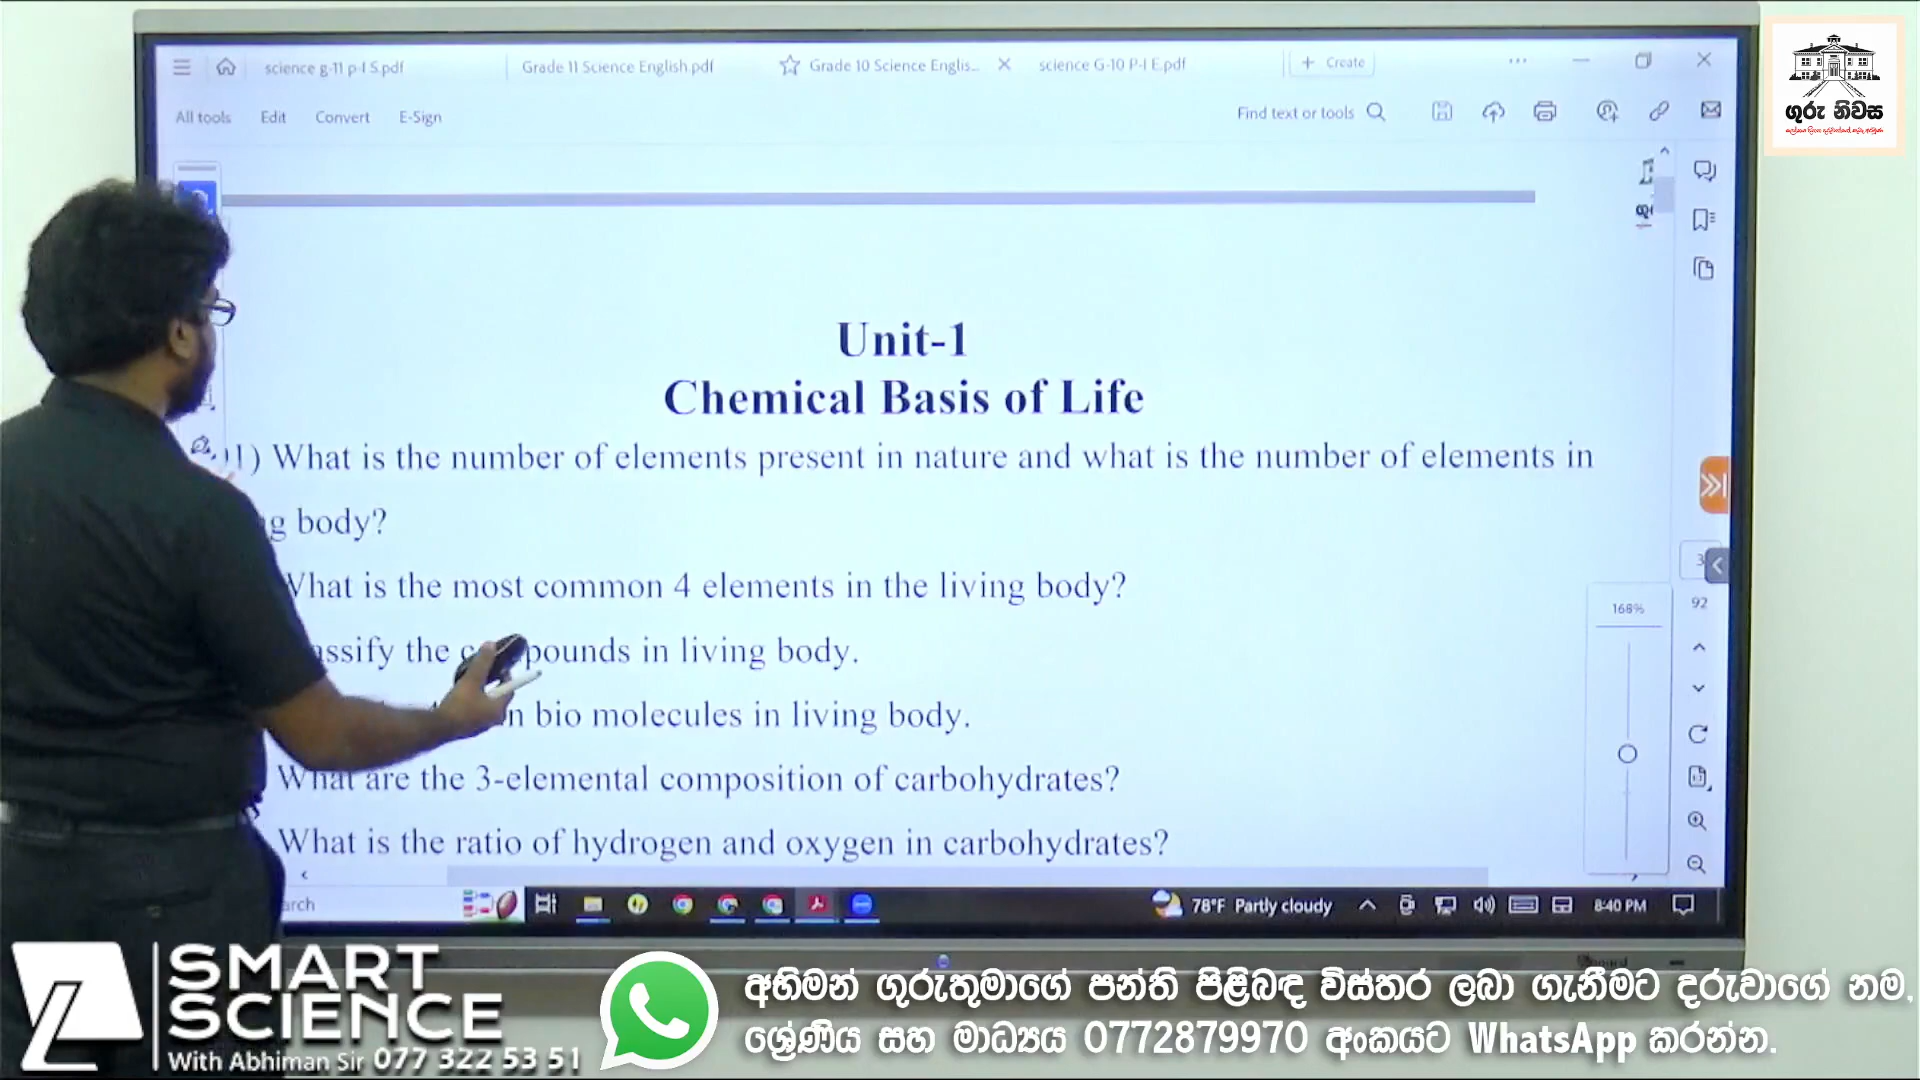 science g-11 p-I S.pdf
Grade 11 Science English.pdf
Grade 10 Science Englis...
science G-10 P-I E.pdf
+ Create
All tools Edit Convert E-Sign
Find text or tools
Unit-1
Chemical Basis of Life
1) What is the number of elements present in nature and what is the number of elements in
body?
What is the most common 4 elements in the living body?
the pounds in living body.
bio molecules in living body.
What are the 3-elemental composition of carbohydrates?
What is the ratio of hydrogen and oxygen in carbohydrates?
168%
92
78°F Partly cloudy
8:40 PM
ගුරු නිවස
SMART
SCIENCE
With Abhiman Sir 077 322 53 51
අභිමන් ගුරුතුමාගේ පන්ති පිළිබඳ විස්තර ලබා ගැනීමට දරුවාගේ නම,
ශ්‍රේණිය සහ මාධ්‍යය 0772879970 අංකයට WhatsApp කරන්න.